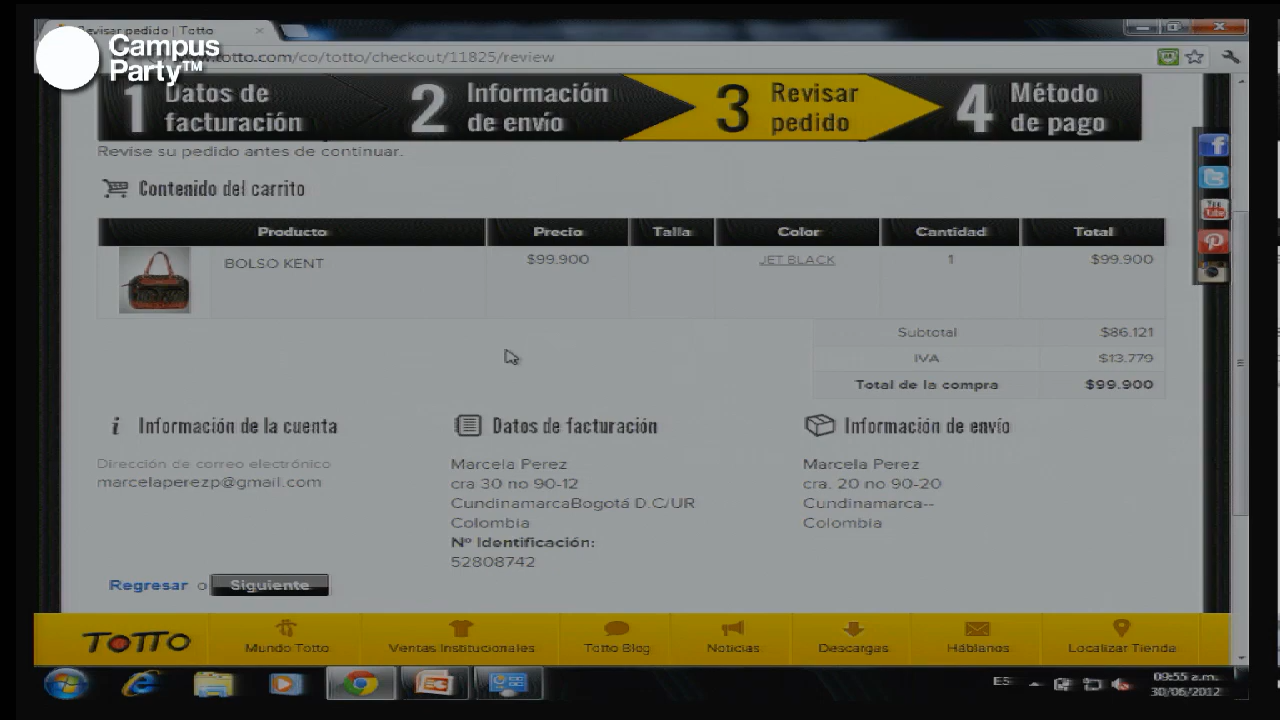 Revisar pedido | Totto
Campus
Party™
www.totto.com/co/totto/checkout/11825/review
1 Datos de facturación
2 Información de envío
3 Revisar pedido
4 Método de pago
Revise su pedido antes de continuar.
Contenido del carrito
Producto Precio Talla Color Cantidad Total
BOLSO KENT $99.900 JET BLACK 1 $99.900
Subtotal $86.121
IVA $13.779
Total de la compra $99.900
Información de la cuenta
Dirección de correo electrónico
marcelaperezp@gmail.com
Datos de facturación
Marcela Perez
cra 30 no 90-12
CundinamarcaBogotá D.C/UR
Colombia
Nº Identificación:
52808742
Información de envío
Marcela Perez
cra. 20 no 90-20
Cundinamarca--
Colombia
Regresar o Siguiente
TOTTO Mundo Totto Ventas Institucionales Totto Blog Noticias Descargas Háblanos Localizar Tienda
ES 09:55 a.m.
30/06/2012